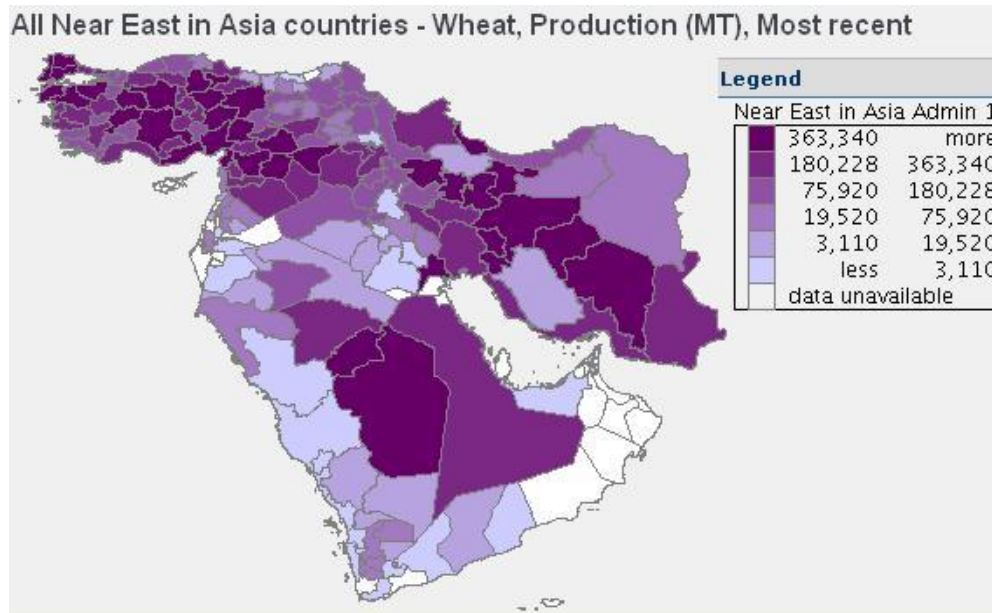 All Near East in Asia countries - Wheat, Production (MT), Most recent
Legend
Near East in Asia Admin 1
363,340 more
180,228 363,340
75,920 180,228
19,520 75,920
3,110 19,520
less 3,110
data unavailable